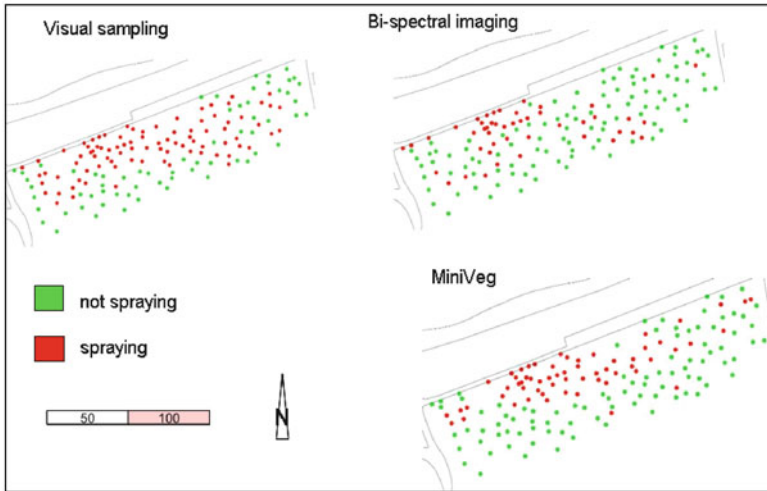 Visual sampling
Bi-spectral imaging
MiniVeg
not spraying
spraying
50 100
N